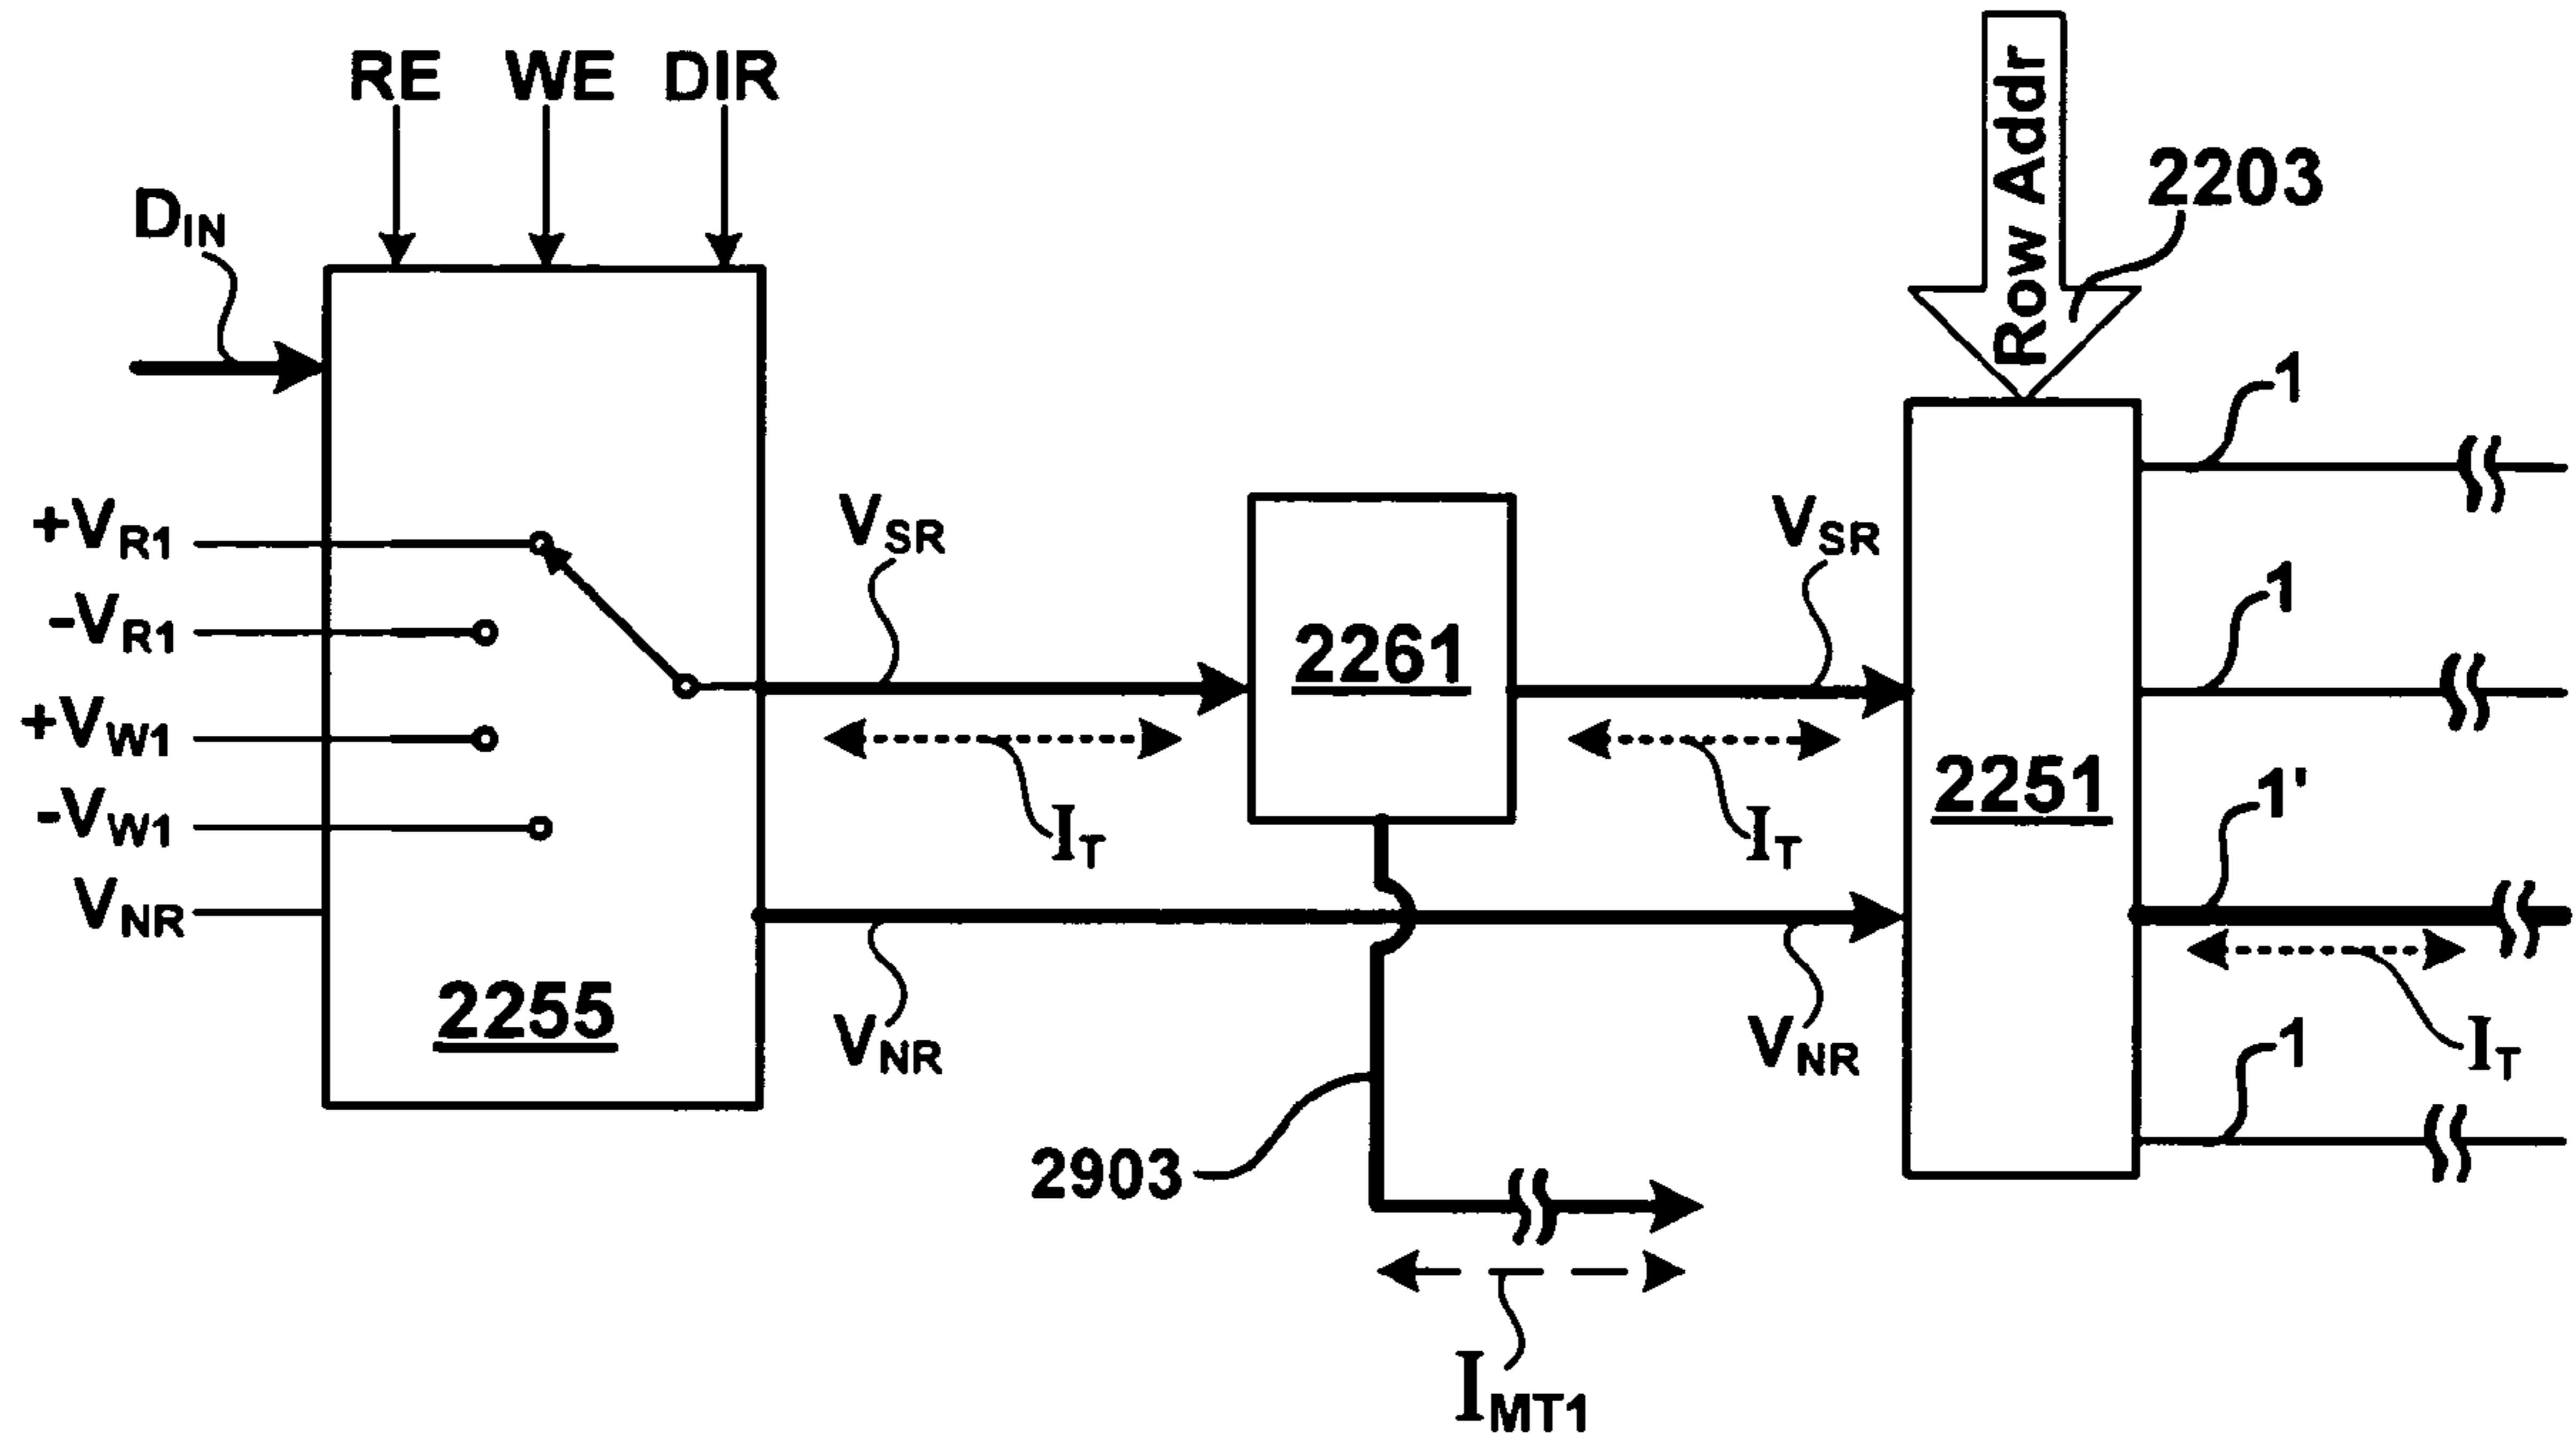 RE WE DIR
Row Addr
2203
DIN
1
+VR1
VSR
VSR
-VR1
1
2261
+VW1
2251
1'
-VW1
IT
IT
VNR
2255
VNR
VNR
1
IT
2903
IMT1